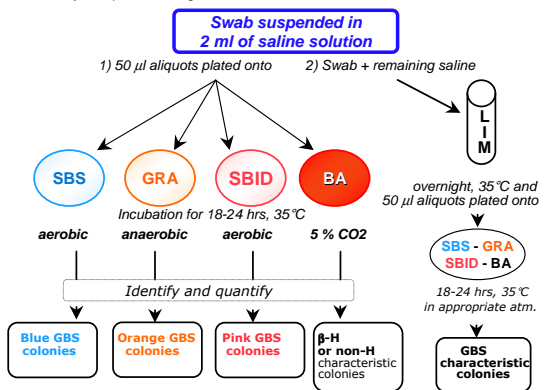 Swab suspended in
2 ml of saline solution
1) 50 µl aliquots plated onto
2) Swab + remaining saline
LIM
SBS
GRA
SBID
BA
Incubation for 18-24 hrs, 35°C
aerobic
anaerobic
aerobic
5 % CO2
overnight, 35°C and
50 µl aliquots plated onto
SBS - GRA
SBID - BA
18-24 hrs, 35°C
in appropriate atm.
Identify and quantify
Blue GBS
colonies
Orange GBS
colonies
Pink GBS
colonies
β-H
or non-H
characteristic
colonies
GBS
characteristic
colonies